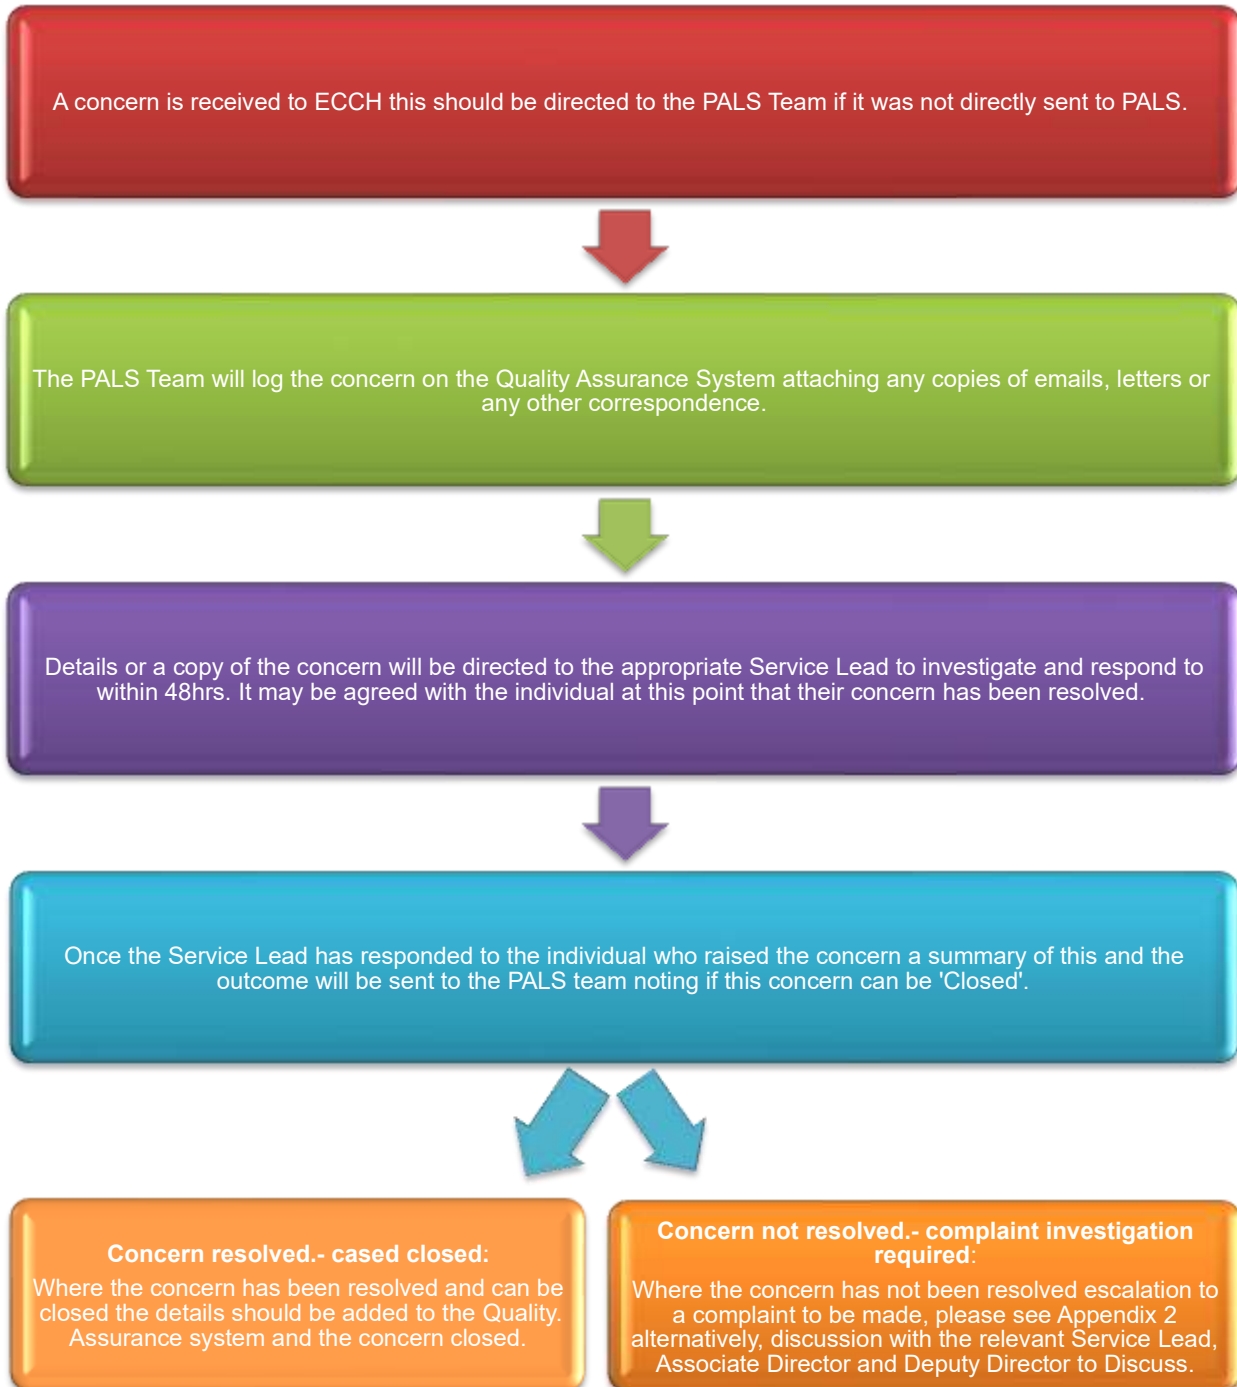 A concern is received to ECCH this should be directed to the PALS Team if it was not directly sent to PALS.
The PALS Team will log the concern on the Quality Assurance System attaching any copies of emails, letters or
any other correspondence.
Details or a copy of the concern will be directed to the appropriate Service Lead to investigate and respond to
within 48hrs. It may be agreed with the individual at this point that their concern has been resolved.
Once the Service Lead has responded to the individual who raised the concern a summary of this and the
outcome will be sent to the PALS team noting if this concern can be 'Closed'.
Concern resolved.- cased closed:
Where the concern has been resolved and can be
closed the details should be added to the Quality.
Assurance system and the concern closed.
Concern not resolved.- complaint investigation
required:
Where the concern has not been resolved escalation to
a complaint to be made, please see Appendix 2
alternatively, discussion with the relevant Service Lead,
Associate Director and Deputy Director to Discuss.